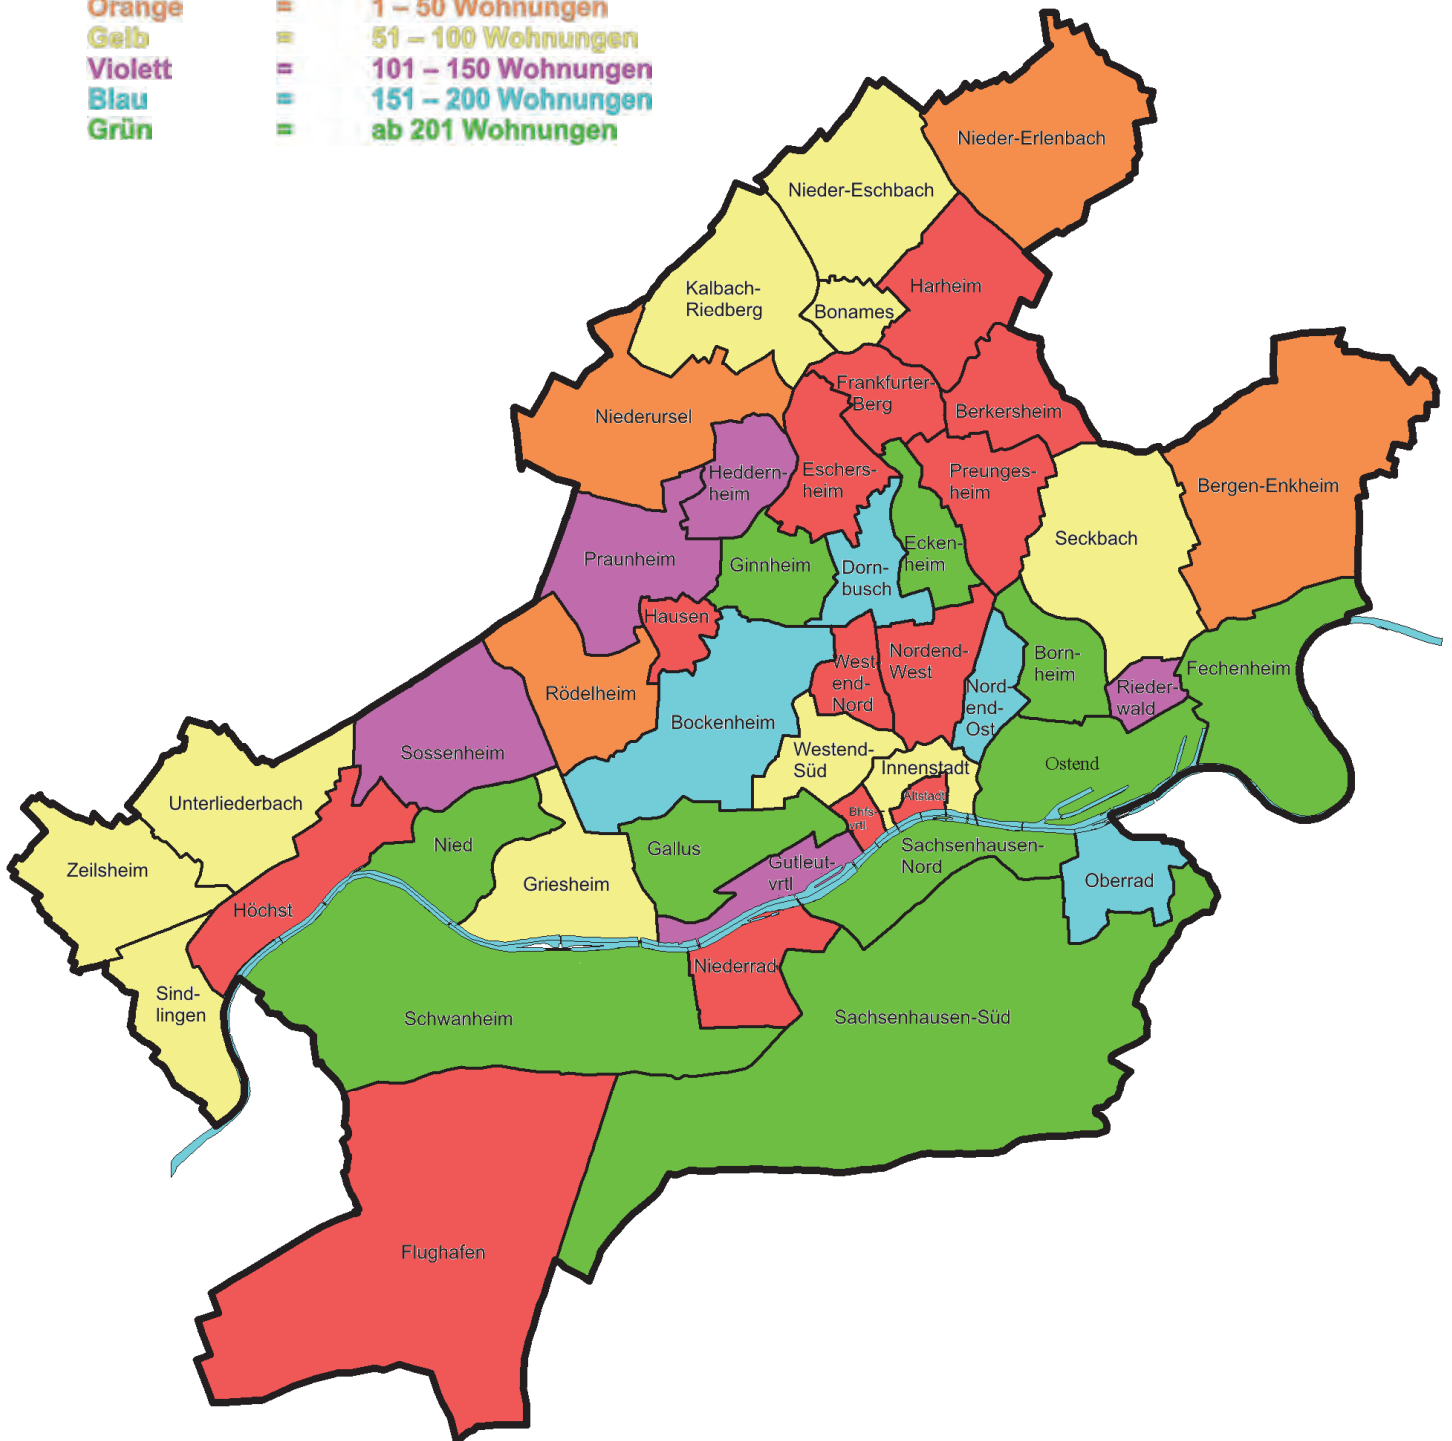 Orange = 1 – 50 Wohnungen
Gelb = 51 – 100 Wohnungen
Violett = 101 – 150 Wohnungen
Blau = 151 – 200 Wohnungen
Grün = ab 201 Wohnungen
Nieder-Erlenbach
Nieder-Eschbach
Kalbach-
Riedberg
Bonames
Harheim
Frankfurter-
Berg
Berkersheim
Niederursel
Heddern-
heim
Eschers-
heim
Preunges-
heim
Bergen-Enkheim
Seckbach
Praunheim
Ginnheim
Dorn-
busch
Ecken-
heim
Hausen
Rödelheim
Bockenheim
West-
end-
Nord
Nordend-
West
Nord-
end-
Ost
Born-
heim
Rieder-
wald
Fechenheim
Sossenheim
Westend-
Süd
Innenstadt
Ostend
Altstadt
Bhfs-
vrtl.
Unterliederbach
Zeilsheim
Nied
Griesheim
Gallus
Gutleut-
vrtl
Sachsenhausen-
Nord
Oberrad
Höchst
Sind-
lingen
Niederrad
Schwanheim
Sachsenhausen-Süd
Flughafen